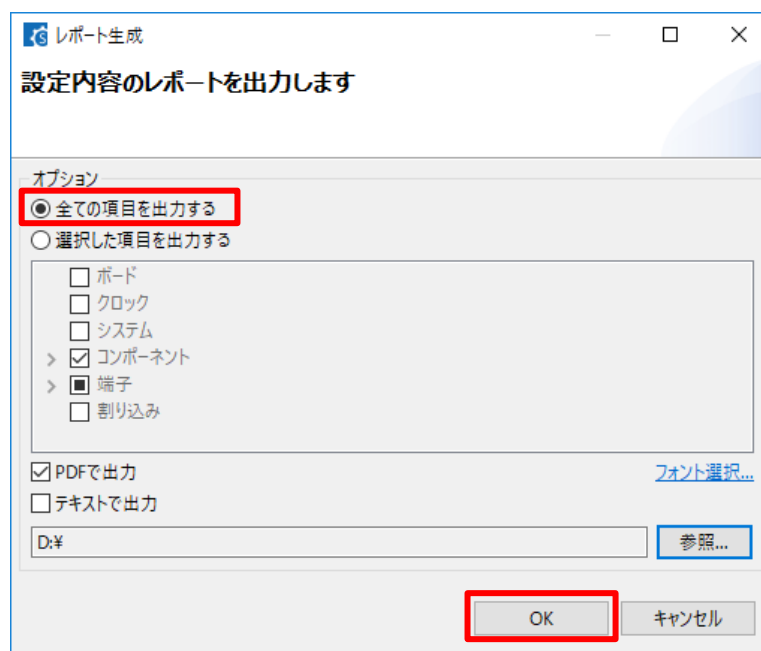 レポート生成
設定内容のレポートを出力します
オプション
全ての項目を出力する
選択した項目を出力する
ボード
クロック
システム
コンポーネント
端子
割り込み
PDFで出力
フォント選択...
テキストで出力
D:¥
参照...
OK
キャンセル